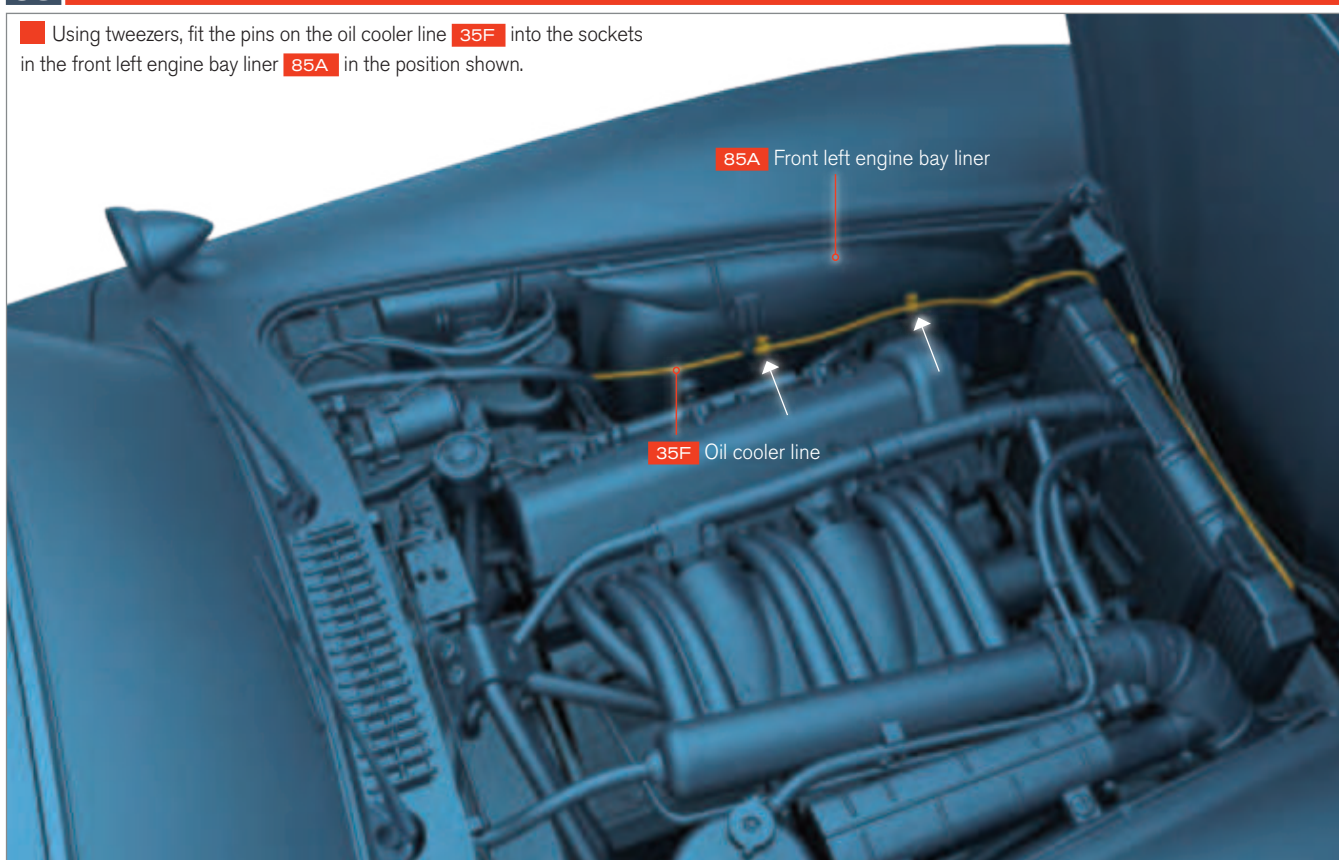 Using tweezers, fit the pins on the oil cooler line 35F into the sockets
in the front left engine bay liner 85A in the position shown.
85A Front left engine bay liner
35F Oil cooler line